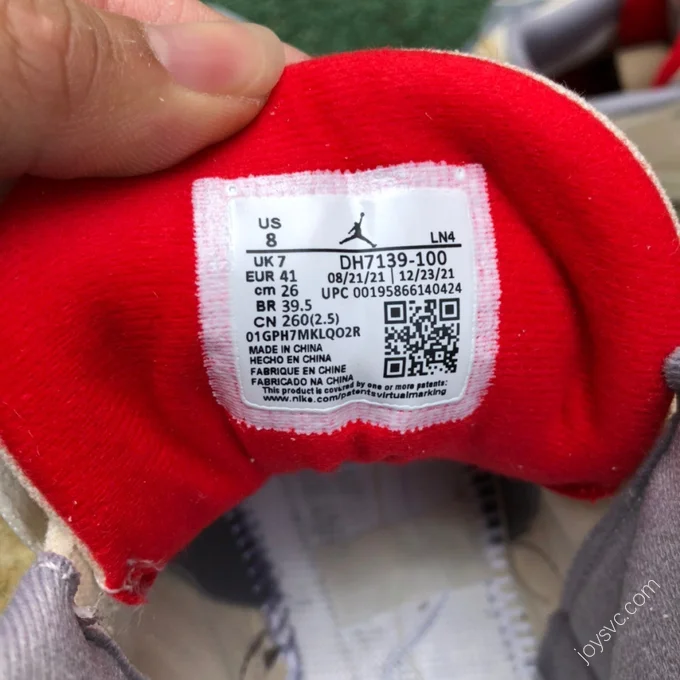 US
8
LN4
UK 7
DH7139-100
EUR 41
08/21/21 | 12/23/21
cm 26
UPC 00195866140424
BR 39.5
CN 260(2.5)
01GPH7MKLQO2R
MADE IN CHINA
HECHO EN CHINA
FABRIQUE EN CHINE
FABRICADO NA CHINA
This product is covered by one or more patents:
www.nike.com/patentsvirtualmarking
joysvc.com